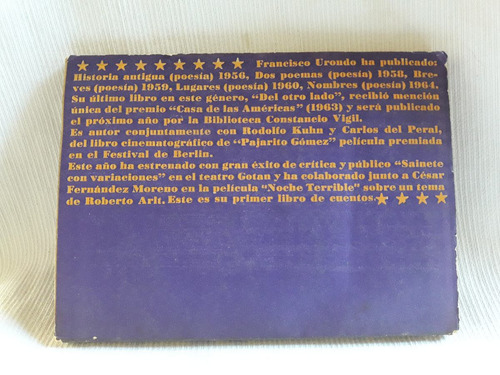 Francisco Urondo ha publicado:
Historia antigua (poesía) 1956, Dos poemas (poesía) 1958, Bre-
ves (poesía) 1959, Lugares (poesía) 1960, Nombres (poesía) 1964.
Su último libro en este género, “Del otro lado”, recibió mención
única del premio “Casa de las Américas” (1963) y será publicado
el próximo año por la Biblioteca Constancio Vigil.
Es autor conjuntamente con Rodolfo Kuhn y Carlos del Peral,
del libro cinematográfico de “Pajarito Gómez” película premiada
en el Festival de Berlín.
Este año ha estrenado con gran éxito de crítica y público “Sainete
con variaciones” en el teatro Gotan y ha colaborado junto a César
Fernández Moreno en la película “Noche Terrible” sobre un tema
de Roberto Arlt. Este es su primer libro de cuentos.